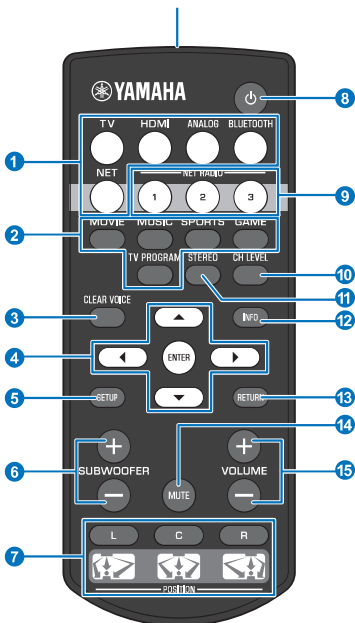 YAMAHA
8
TV HDMI ANALOG BLUETOOTH
1
NET NET RADIO
1 2 3
9
MOVIE MUSIC SPORTS GAME
2
TV PROGRAM STEREO CH LEVEL
10
11
CLEAR VOICE INFO
3
12
4
ENTER
SETUP RETURN
5
13
14
+ +
6
SUBWOOFER VOLUME
15
MUTE
− −
L C R
7
POSITION